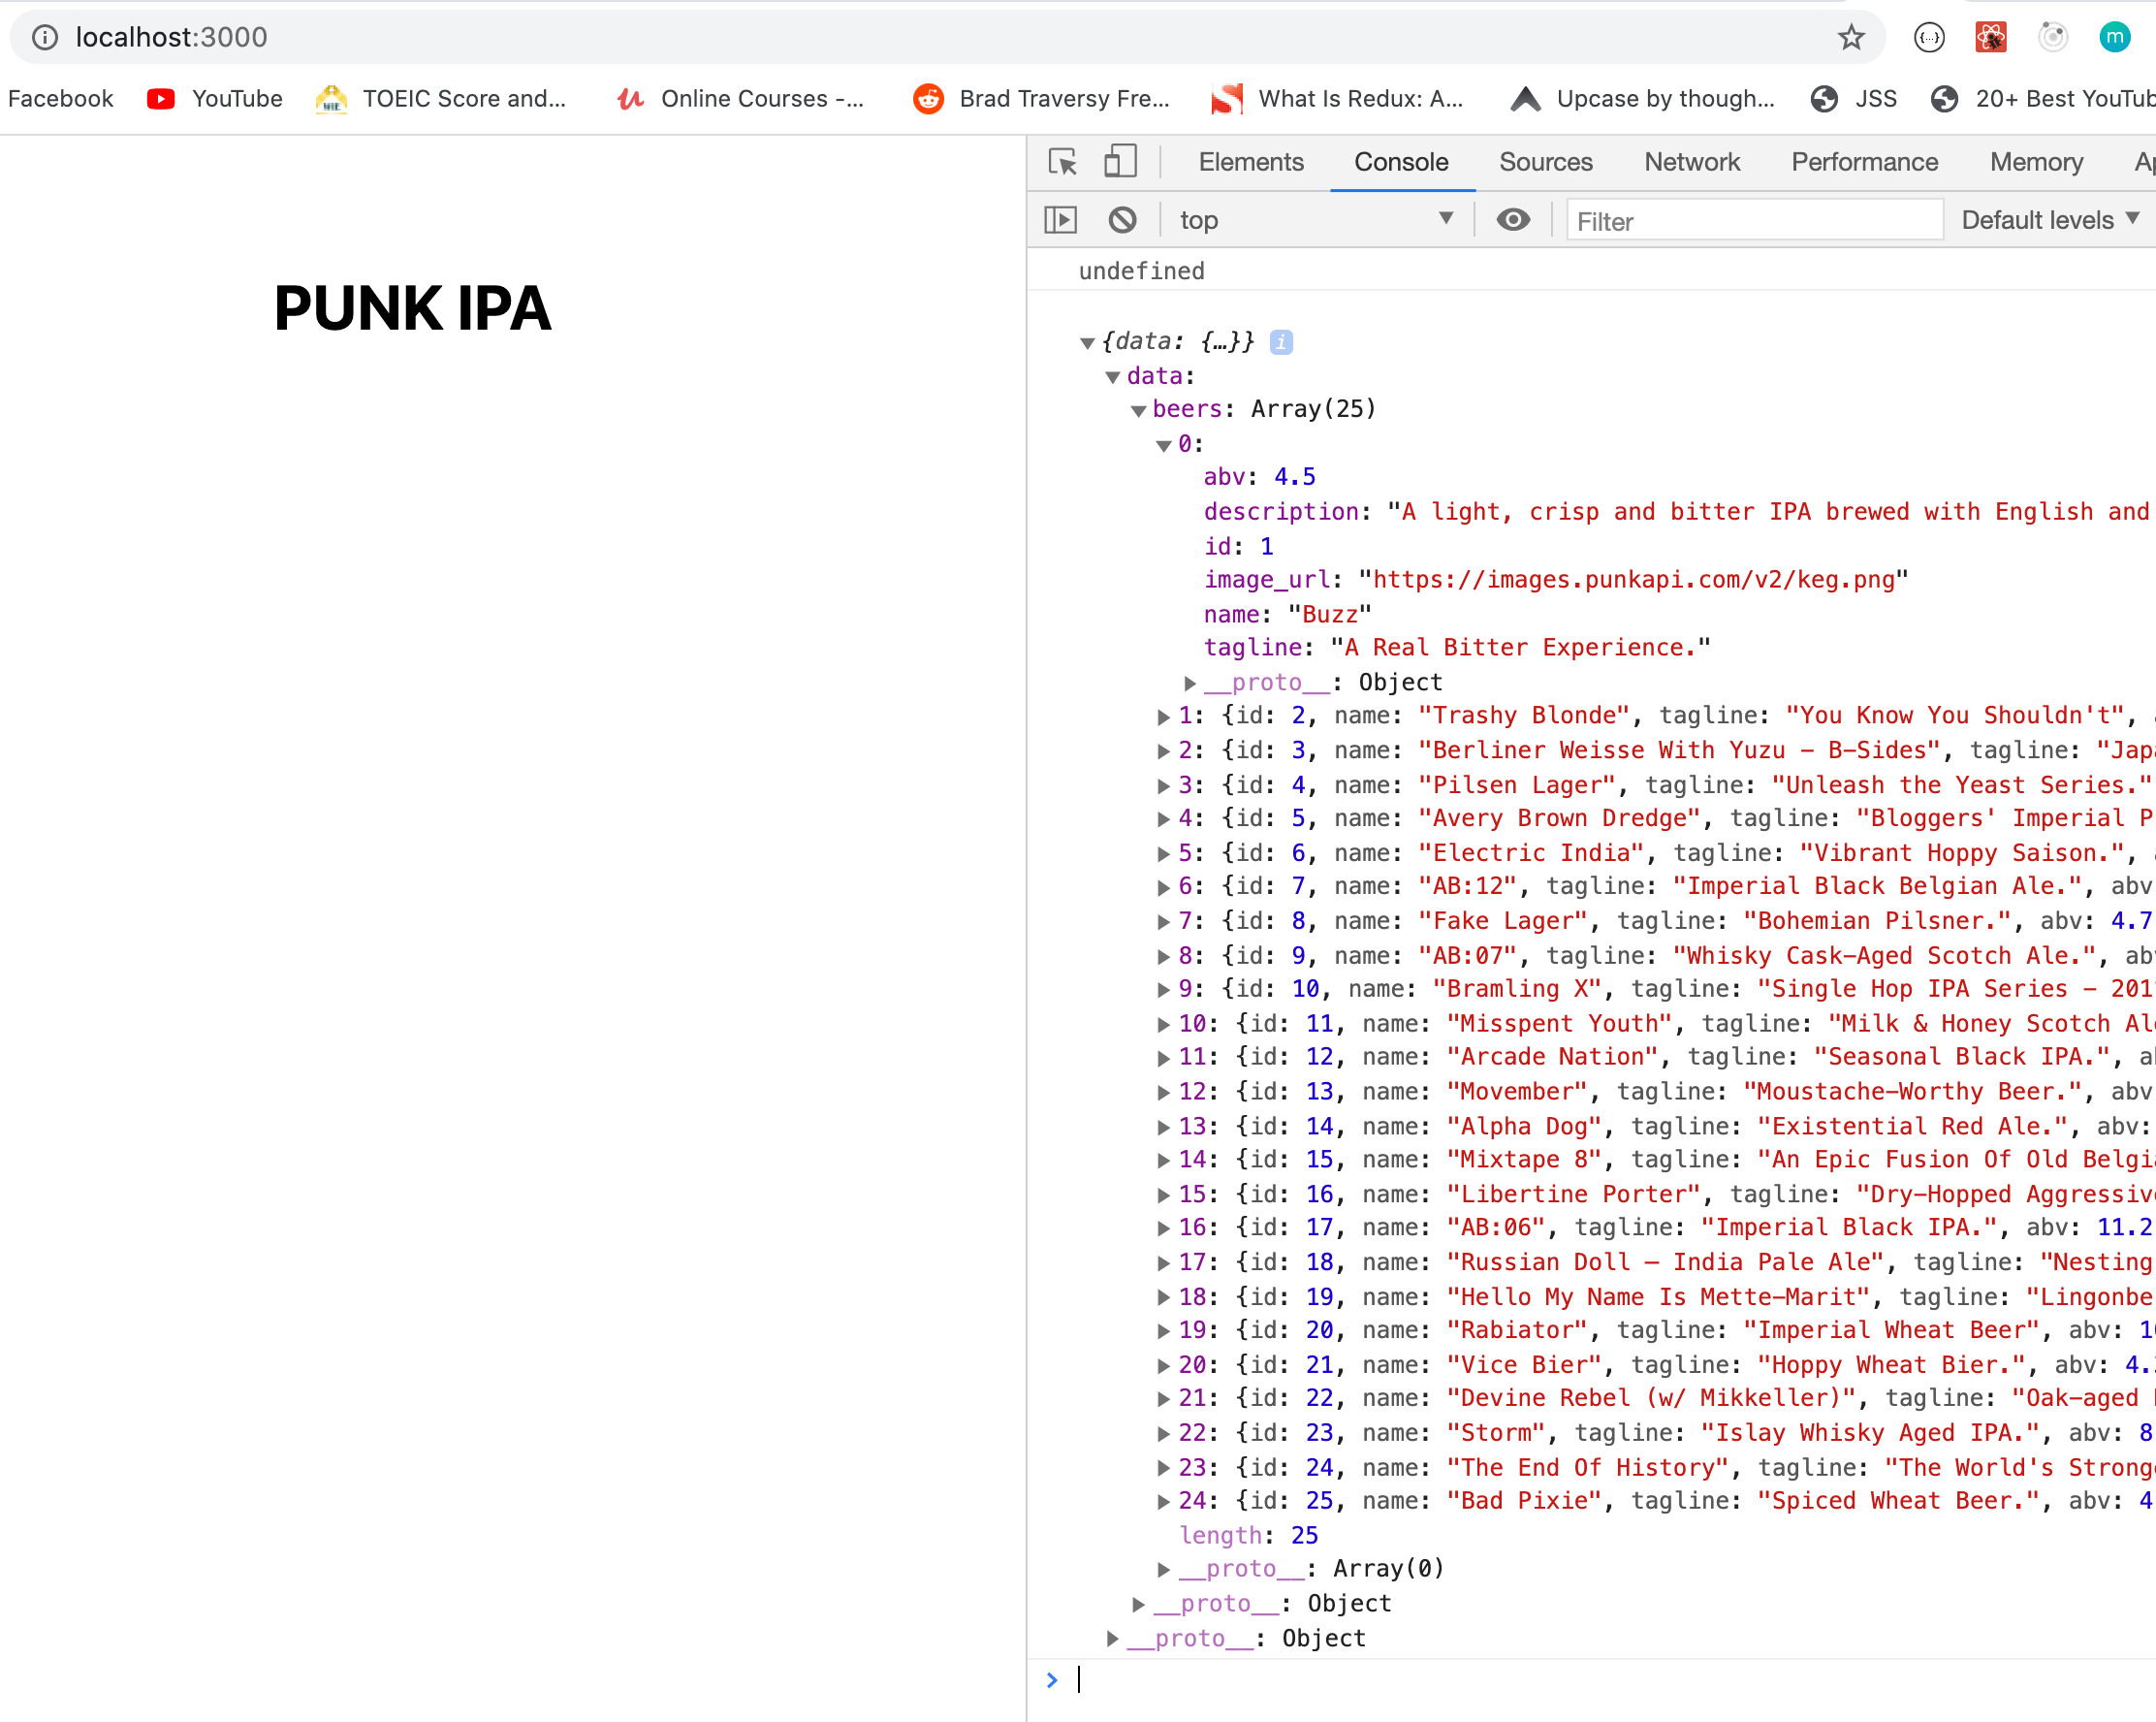 localhost:3000
Facebook YouTube TOEIC Score and... Online Courses -... Brad Traversy Fre... What Is Redux: A... Upcase by though... JSS 20+ Best YouTub
Elements Console Sources Network Performance Memory Ap
top Filter Default levels
undefined
PUNK IPA
{data: {…}} i
data:
beers: Array(25)
0:
abv: 4.5
description: "A light, crisp and bitter IPA brewed with English and
id: 1
image_url: "https://images.punkapi.com/v2/keg.png"
name: "Buzz"
tagline: "A Real Bitter Experience."
__proto__: Object
1: {id: 2, name: "Trashy Blonde", tagline: "You Know You Shouldn't",
2: {id: 3, name: "Berliner Weisse With Yuzu - B-Sides", tagline: "Japa
3: {id: 4, name: "Pilsen Lager", tagline: "Unleash the Yeast Series."
4: {id: 5, name: "Avery Brown Dredge", tagline: "Bloggers' Imperial P
5: {id: 6, name: "Electric India", tagline: "Vibrant Hoppy Saison.",
6: {id: 7, name: "AB:12", tagline: "Imperial Black Belgian Ale.", abv
7: {id: 8, name: "Fake Lager", tagline: "Bohemian Pilsner.", abv: 4.7
8: {id: 9, name: "AB:07", tagline: "Whisky Cask-Aged Scotch Ale.", ab
9: {id: 10, name: "Bramling X", tagline: "Single Hop IPA Series - 201
10: {id: 11, name: "Misspent Youth", tagline: "Milk & Honey Scotch Al
11: {id: 12, name: "Arcade Nation", tagline: "Seasonal Black IPA.", a
12: {id: 13, name: "Movember", tagline: "Moustache-Worthy Beer.", abv
13: {id: 14, name: "Alpha Dog", tagline: "Existential Red Ale.", abv:
14: {id: 15, name: "Mixtape 8", tagline: "An Epic Fusion Of Old Belgi
15: {id: 16, name: "Libertine Porter", tagline: "Dry-Hopped Aggressiv
16: {id: 17, name: "AB:06", tagline: "Imperial Black IPA.", abv: 11.2
17: {id: 18, name: "Russian Doll – India Pale Ale", tagline: "Nesting
18: {id: 19, name: "Hello My Name Is Mette-Marit", tagline: "Lingonbe
19: {id: 20, name: "Rabiator", tagline: "Imperial Wheat Beer", abv: 1
20: {id: 21, name: "Vice Bier", tagline: "Hoppy Wheat Bier.", abv: 4.
21: {id: 22, name: "Devine Rebel (w/ Mikkeller)", tagline: "Oak-aged
22: {id: 23, name: "Storm", tagline: "Islay Whisky Aged IPA.", abv: 8
23: {id: 24, name: "The End Of History", tagline: "The World's Strong
24: {id: 25, name: "Bad Pixie", tagline: "Spiced Wheat Beer.", abv: 4
length: 25
__proto__: Array(0)
__proto__: Object
__proto__: Object